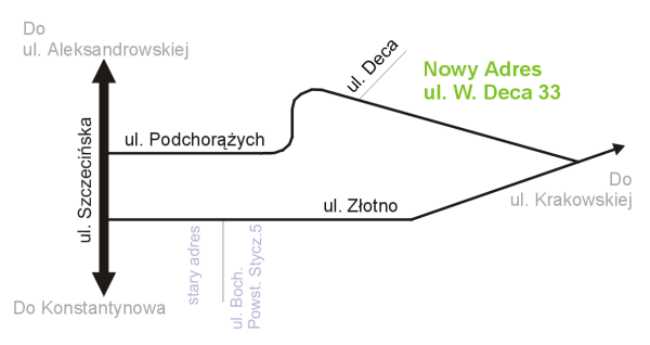 Do
ul. Aleksandrowskiej
ul. Deca
Nowy Adres
ul. W. Deca 33
ul. Szczecińska
ul. Podchorążych
Do
ul. Krakowskiej
ul. Złotno
stary adres
ul. Boch.
Powst. Stycz.5
Do Konstantynowa